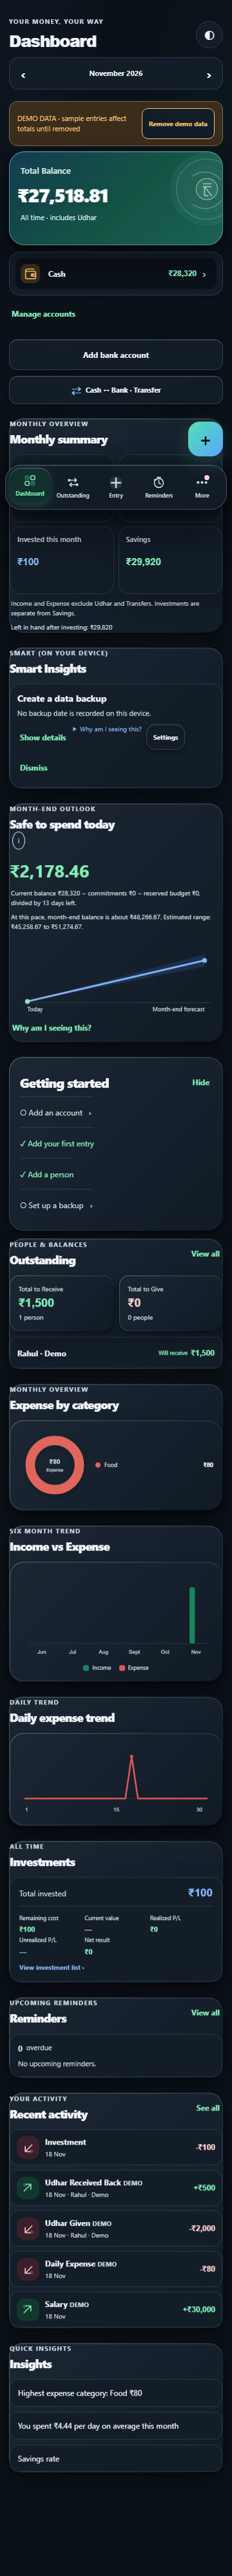 YOUR MONEY, YOUR WAY
Dashboard
‹ November 2026 ›
DEMO DATA · sample entries affect
totals until removed
Remove demo data
Total Balance
₹27,518.81
All time · includes Udhar
Cash ₹28,320 ›
Manage accounts
Add bank account
Cash ↔ Bank · Transfer
MONTHLY OVERVIEW
Monthly summary
+
Dashboard
Outstanding
Entry
Reminders
More
Invested this month
₹100
Savings
₹29,920
Income and Expense exclude Udhar and Transfers. Investments are
separate from Savings.
Left in hand after investing: ₹29,820
SMART (ON YOUR DEVICE)
Smart Insights
Create a data backup
No backup date is recorded on this device.
Show details
▸ Why am I seeing this?
Settings
Dismiss
MONTH-END OUTLOOK
Safe to spend today
i
₹2,178.46
Current balance ₹28,320 − commitments ₹0 − reserved budget ₹0,
divided by 13 days left.
At this pace, month-end balance is about ₹48,266.67. Estimated range:
₹45,258.67 to ₹51,274.67.
Today
Month-end forecast
Why am I seeing this?
Getting started
Hide
○ Add an account ›
✓ Add your first entry
✓ Add a person
○ Set up a backup ›
PEOPLE & BALANCES
Outstanding
View all
Total to Receive
₹1,500
1 person
Total to Give
₹0
0 people
Rahul · Demo
Will receive ₹1,500
MONTHLY OVERVIEW
Expense by category
₹80
Expense
Food
₹80
SIX MONTH TREND
Income vs Expense
Jun Jul Aug Sept Oct Nov
Income Expense
DAILY TREND
Daily expense trend
1 15 30
ALL TIME
Investments
Total invested ₹100
Remaining cost
₹100
Current value
—
Realized P/L
₹0
Unrealized P/L
—
Net result
₹0
View investment list ›
UPCOMING REMINDERS
Reminders
View all
0 overdue
No upcoming reminders.
YOUR ACTIVITY
Recent activity
See all
Investment
18 Nov
-₹100
Udhar Received Back DEMO
18 Nov · Rahul · Demo
+₹500
Udhar Given DEMO
18 Nov · Rahul · Demo
-₹2,000
Daily Expense DEMO
18 Nov
-₹80
Salary DEMO
18 Nov
+₹30,000
QUICK INSIGHTS
Insights
Highest expense category: Food ₹80
You spent ₹4.44 per day on average this month
Savings rate